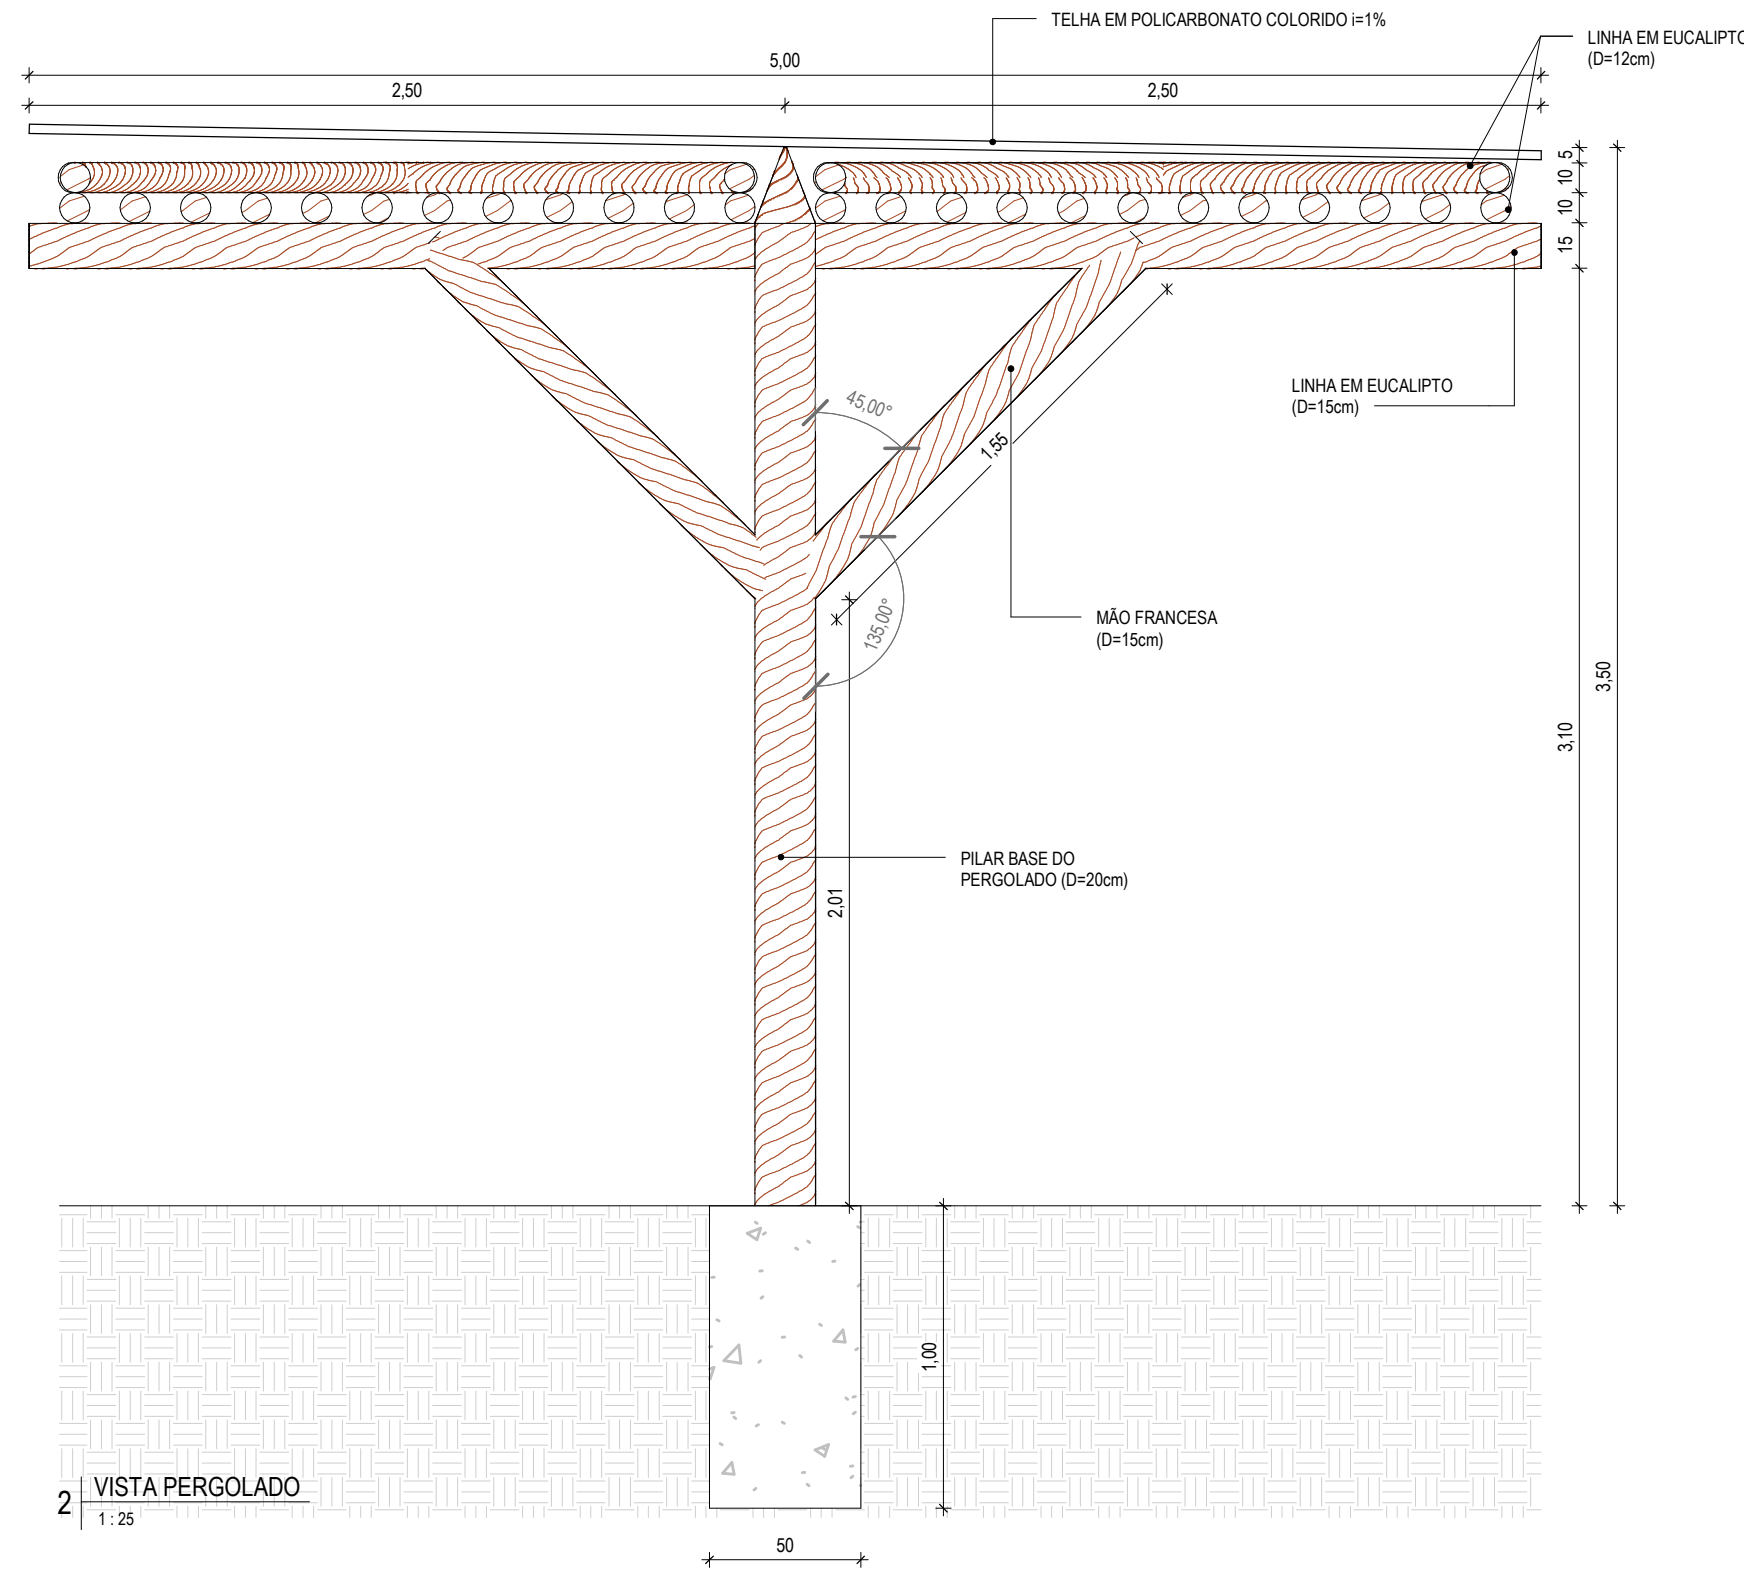 TELHA EM POLICARBONATO COLORIDO i=1%
LINHA EM EUCALIPTO
(D=12cm)
5,00
2,50
2,50
5
10
10
15
45,00°
1,55
LINHA EM EUCALIPTO
(D=15cm)
135,00°
MÃO FRANCESA
(D=15cm)
3,50
3,10
PILAR BASE DO
PERGOLADO (D=20cm)
2,01
1,00
2
VISTA PERGOLADO
1 : 25
50